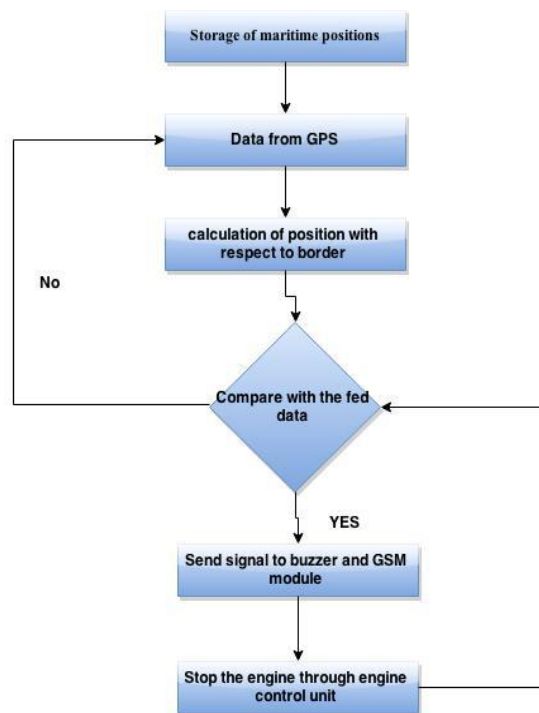 Storage of maritime positions
Data from GPS
calculation of position with
respect to border
No
Compare with the fed
data
YES
Send signal to buzzer and GSM
module
Stop the engine through engine
control unit